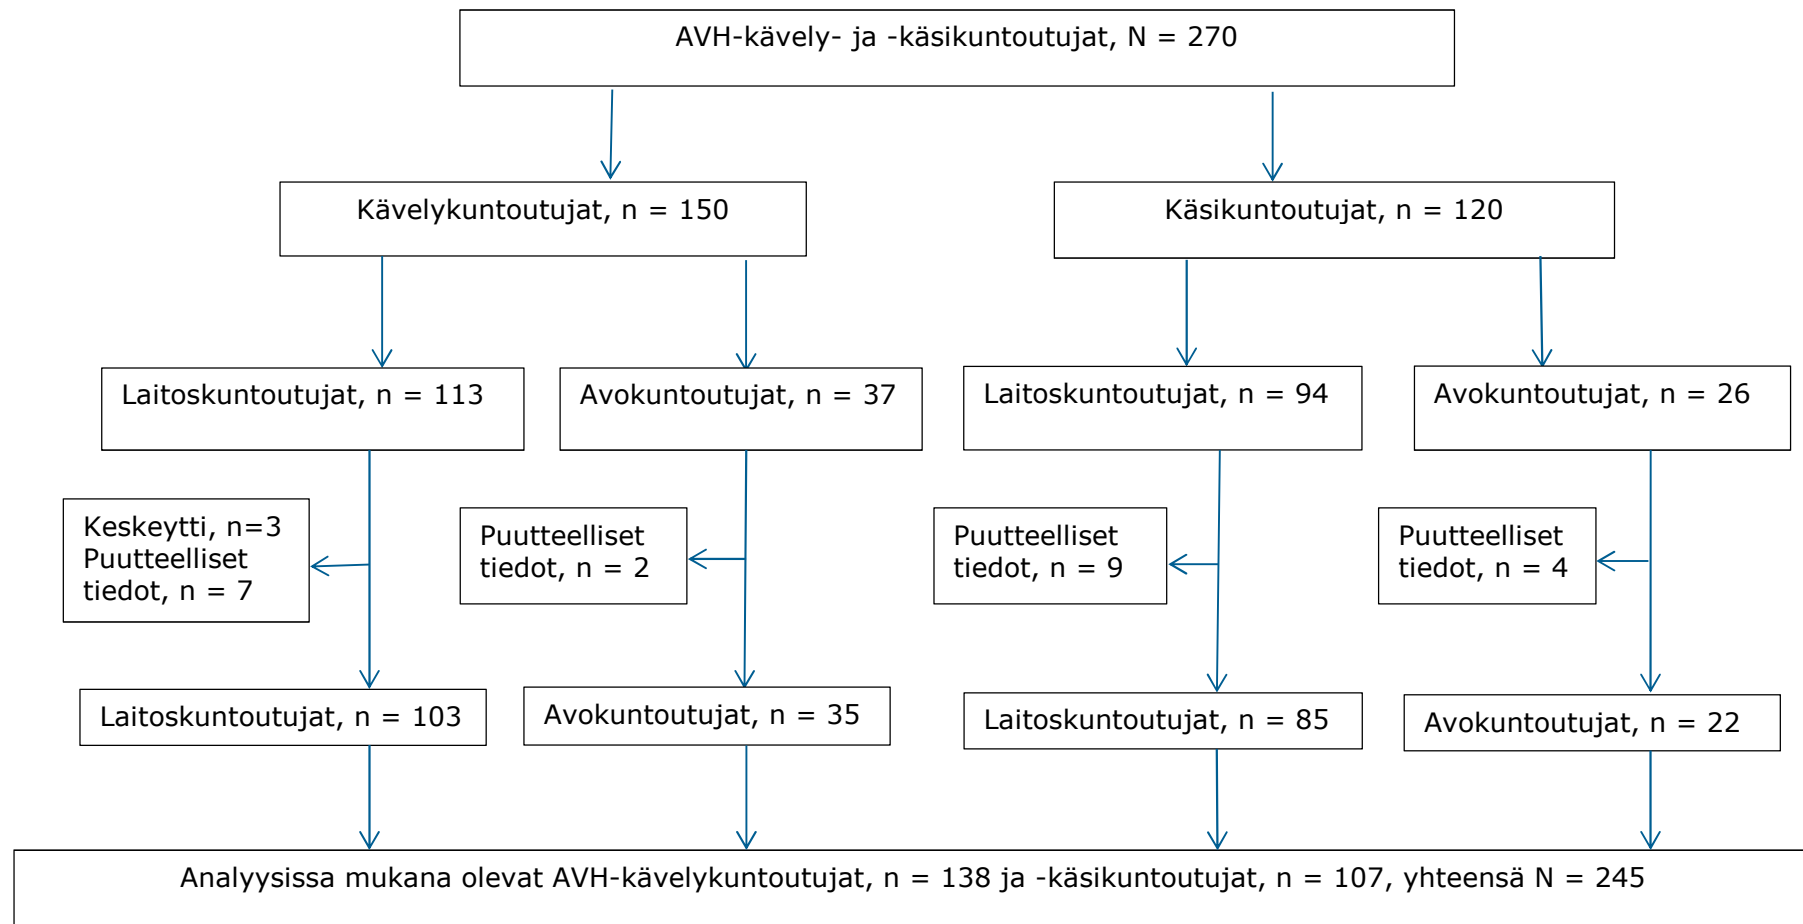 AVH-kävely- ja -käsikuntoutujat, N = 270
Kävelykuntoutujat, n = 150
Käsikuntoutujat, n = 120
Laitoskuntoutujat, n = 113
Avokuntoutujat, n = 37
Laitoskuntoutujat, n = 94
Avokuntoutujat, n = 26
Keskeytti, n=3
Puutteelliset
tiedot, n = 7
Puutteelliset
tiedot, n = 2
Puutteelliset
tiedot, n = 9
Puutteelliset
tiedot, n = 4
Laitoskuntoutujat, n = 103
Avokuntoutujat, n = 35
Laitoskuntoutujat, n = 85
Avokuntoutujat, n = 22
Analyysissa mukana olevat AVH-kävelykuntoutujat, n = 138 ja -käsikuntoutujat, n = 107, yhteensä N = 245